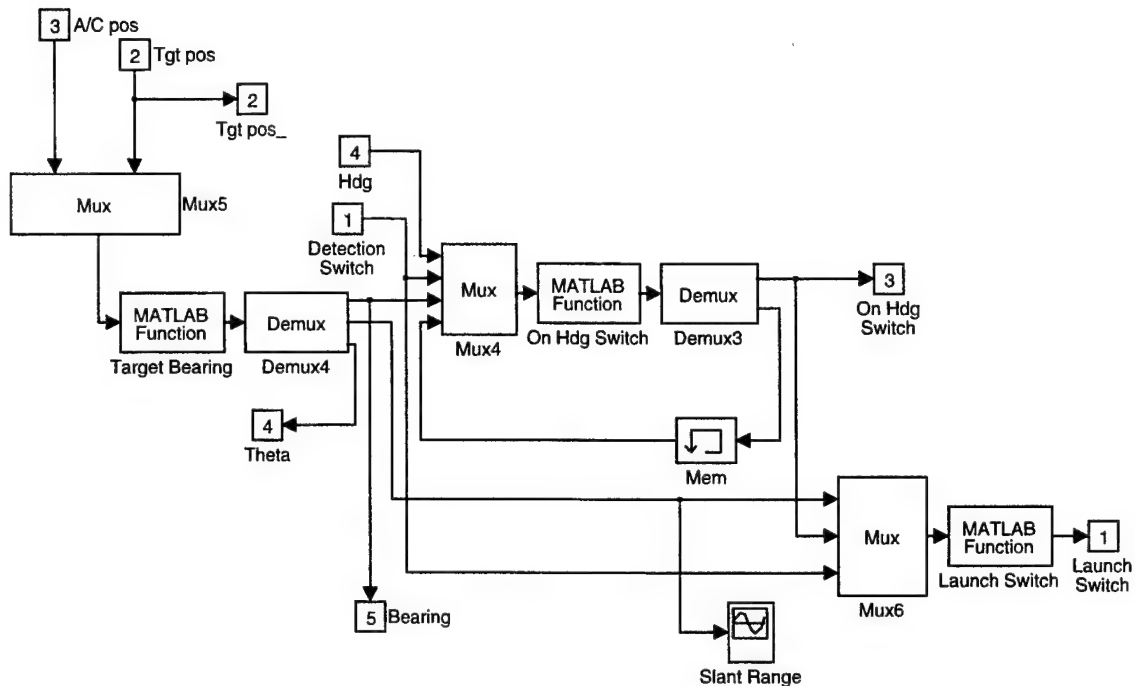 3 A/C pos
2 Tgt pos
2
Tgt pos_
Mux
Mux5
4
Hdg
1
Detection
Switch
MATLAB
Function
Target Bearing
Demux
Demux4
Mux
Mux4
MATLAB
Function
On Hdg Switch
Demux
Demux3
3
On Hdg
Switch
4
Theta
Mem
Mux
Mux6
MATLAB
Function
Launch Switch
1
Launch
Switch
5 Bearing
Slant Range